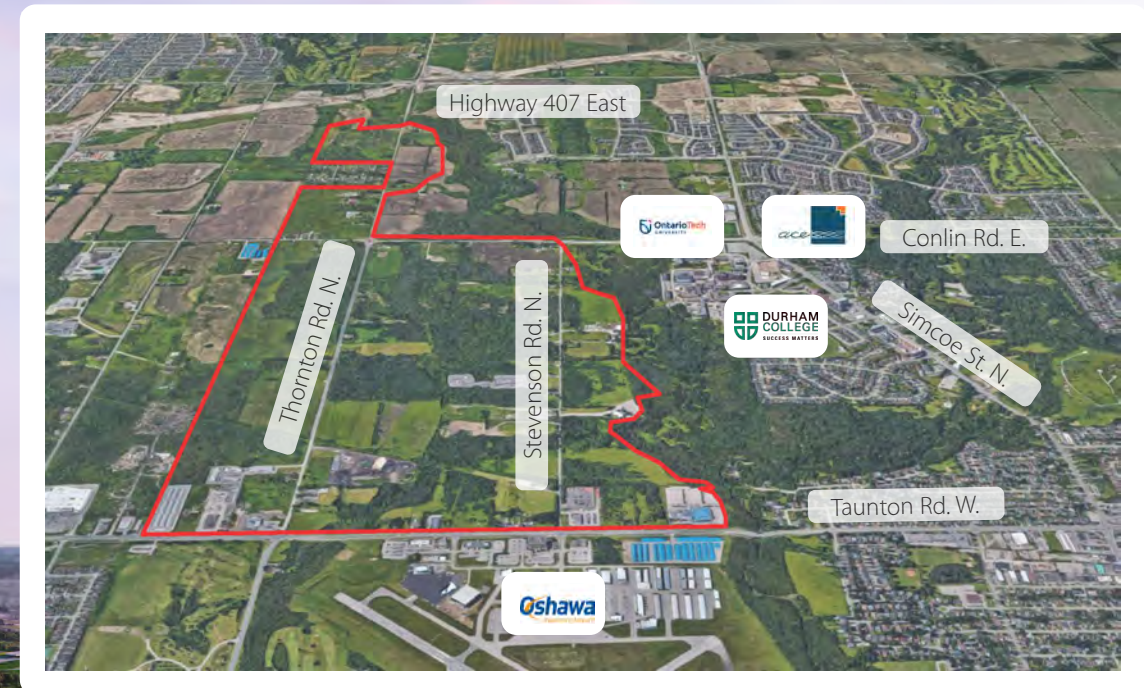 Highway 407 East
OntarioTech
UNIVERSITY
ace
Conlin Rd. E.
Thornton Rd. N.
Stevenson Rd. N.
DURHAM
COLLEGE
SUCCESS MATTERS
Simcoe St. N.
Taunton Rd. W.
Oshawa